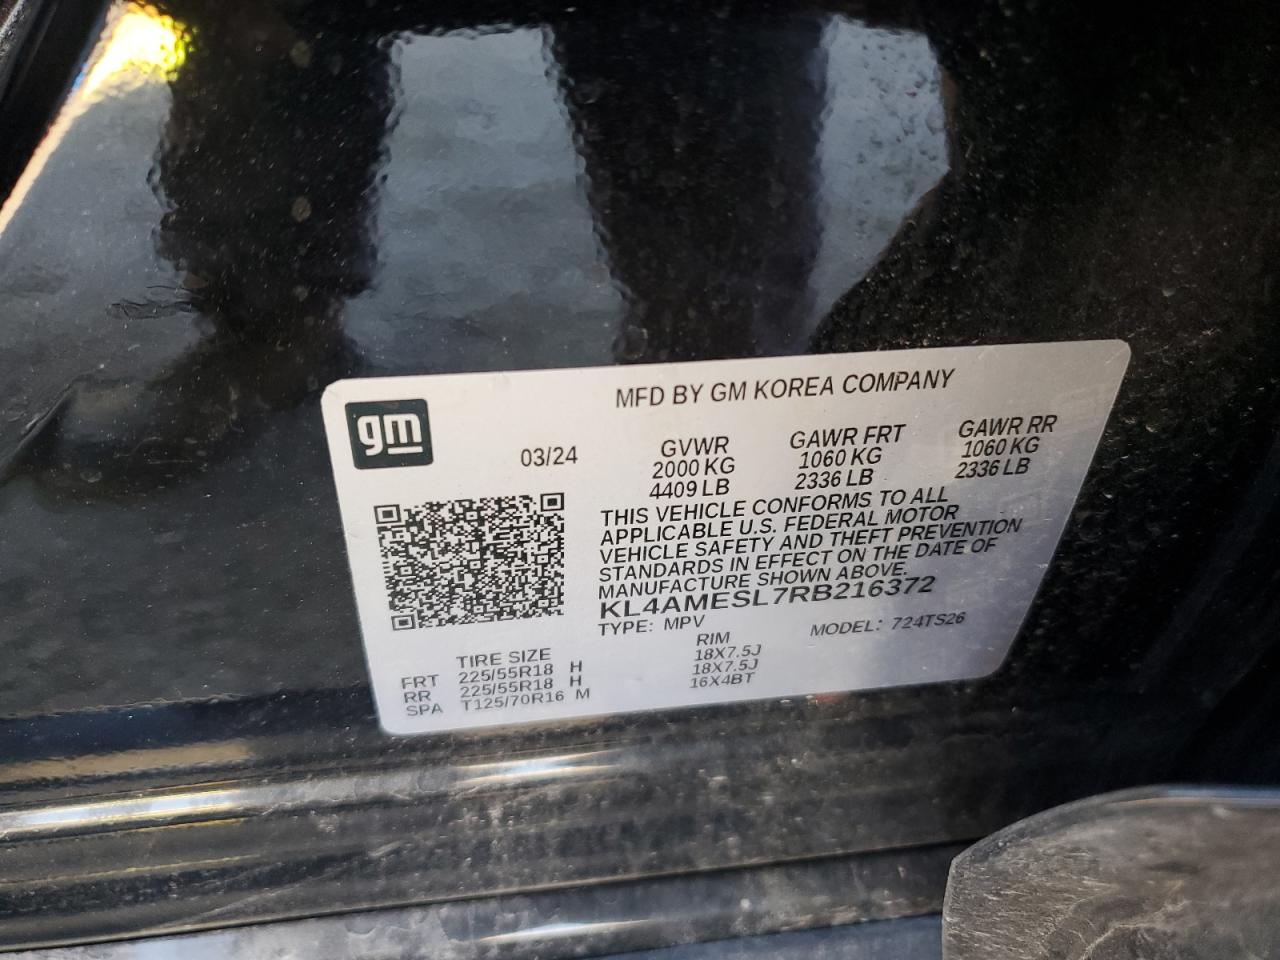 gm
MFD BY GM KOREA COMPANY
03/24
GVWR GAWR FRT GAWR RR
2000 KG 1060 KG 1060 KG
4409 LB 2336 LB 2336 LB
THIS VEHICLE CONFORMS TO ALL
APPLICABLE U.S. FEDERAL MOTOR
VEHICLE SAFETY AND THEFT PREVENTION
STANDARDS IN EFFECT ON THE DATE OF
MANUFACTURE SHOWN ABOVE.
KL4AMESL7RB216372
TYPE: MPV MODEL: 724TS26
TIRE SIZE RIM
FRT 225/55R18 H 18X7.5J
RR 225/55R18 H 18X7.5J
SPA T125/70R16 M 16X4BT